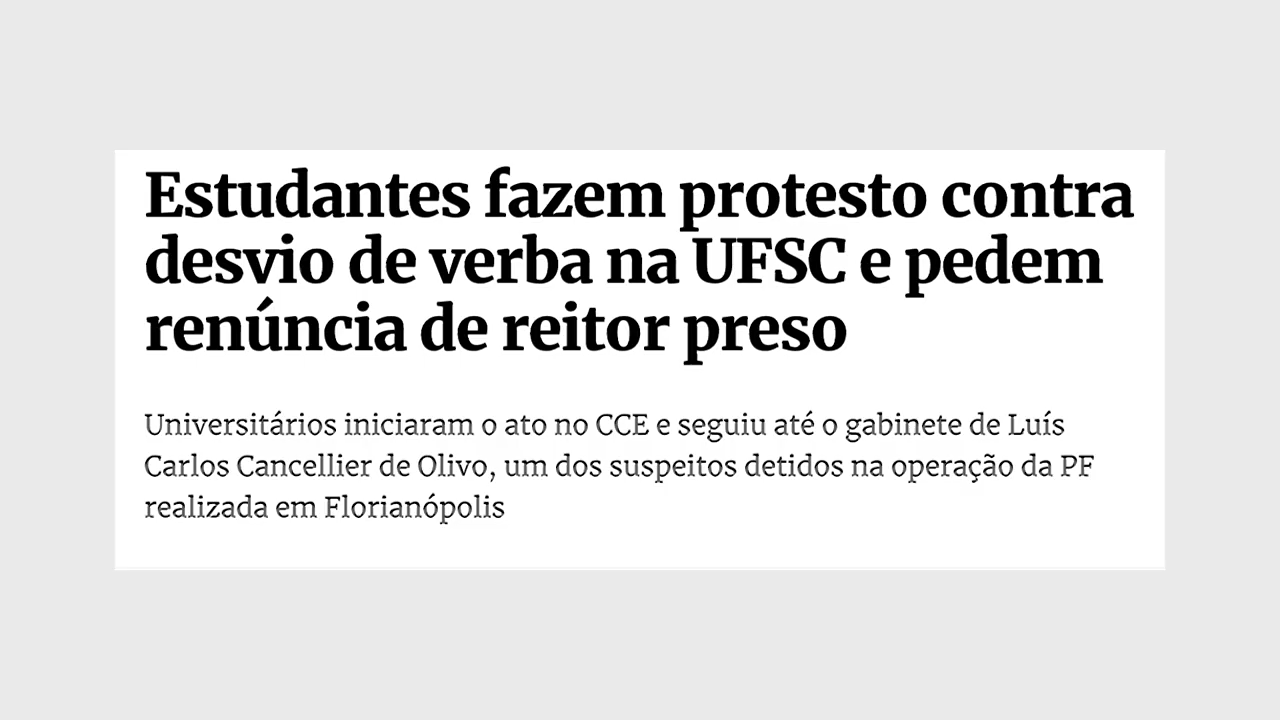 Estudantes fazem protesto contra
desvio de verba na UFSC e pedem
renúncia de reitor preso
Universitários iniciaram o ato no CCE e seguiu até o gabinete de Luís
Carlos Cancellier de Olivo, um dos suspeitos detidos na operação da PF
realizada em Florianópolis